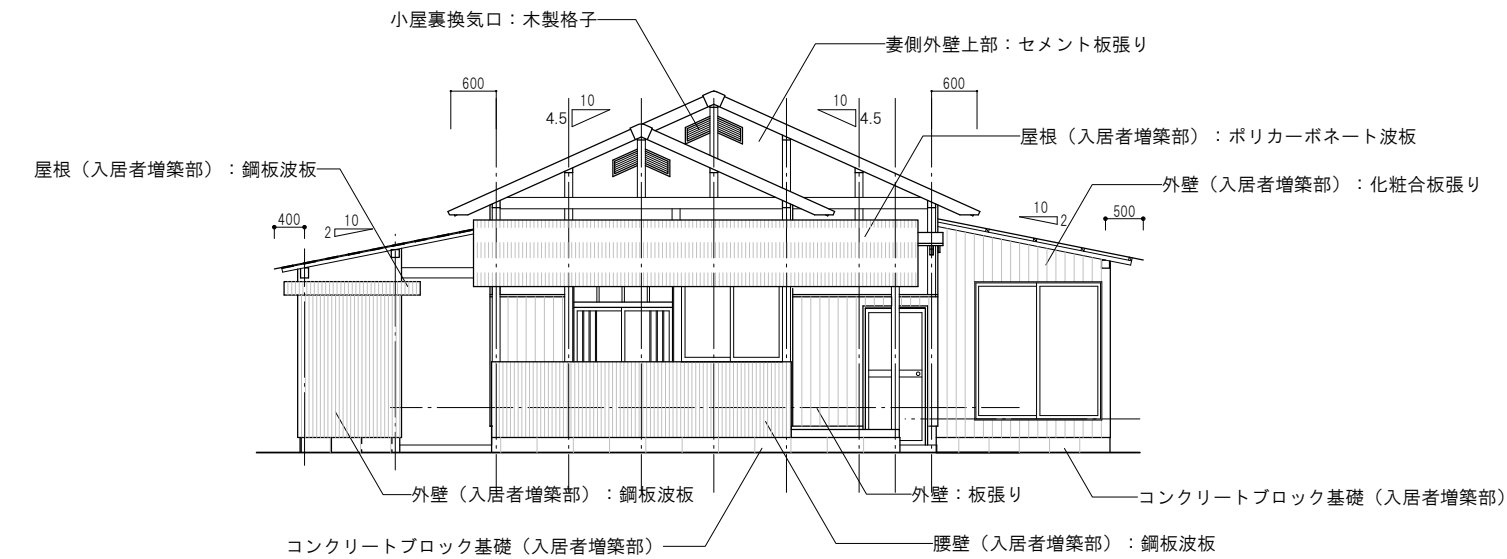 小屋裏換気口：木製格子
妻側外壁上部：セメント板張り
600
10
4.5
10
4.5
600
屋根（入居者増築部）：ポリカーボネート波板
屋根（入居者増築部）：鋼板波板
外壁（入居者増築部）：化粧合板張り
400
10
2
10
2
500
外壁（入居者増築部）：鋼板波板
外壁：板張り
コンクリートブロック基礎（入居者増築部）
コンクリートブロック基礎（入居者増築部）
腰壁（入居者増築部）：鋼板波板